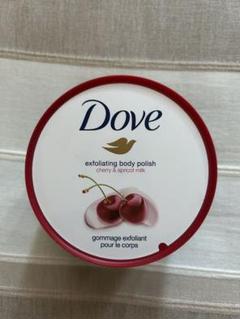 Dove
exfoliating body polish
cherry & apricot milk
gommage exfoliant
pour le corps